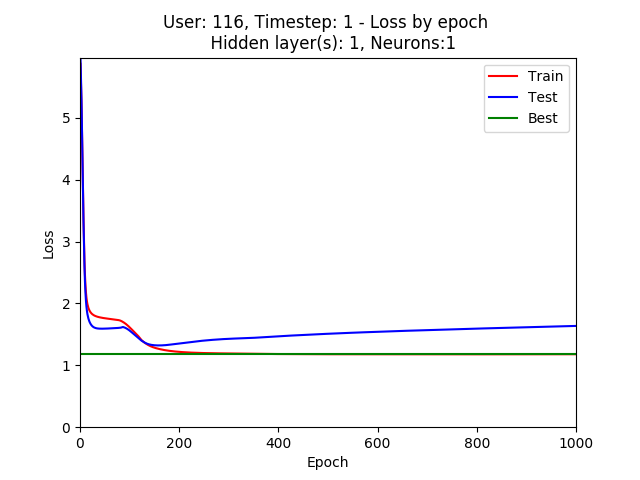 User: 116, Timestep: 1 - Loss by epoch
Hidden layer(s): 1, Neurons:1
Train
Test
Best
5
4
3
2
1
0
Loss
0 200 400 600 800 1000
Epoch